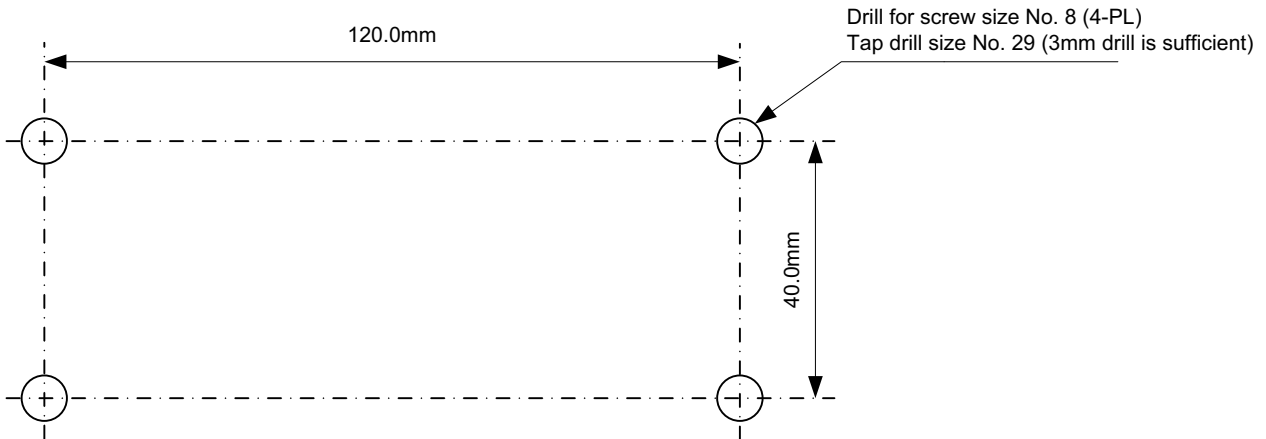 Drill for screw size No. 8 (4-PL)
Tap drill size No. 29 (3mm drill is sufficient)
120.0mm
40.0mm